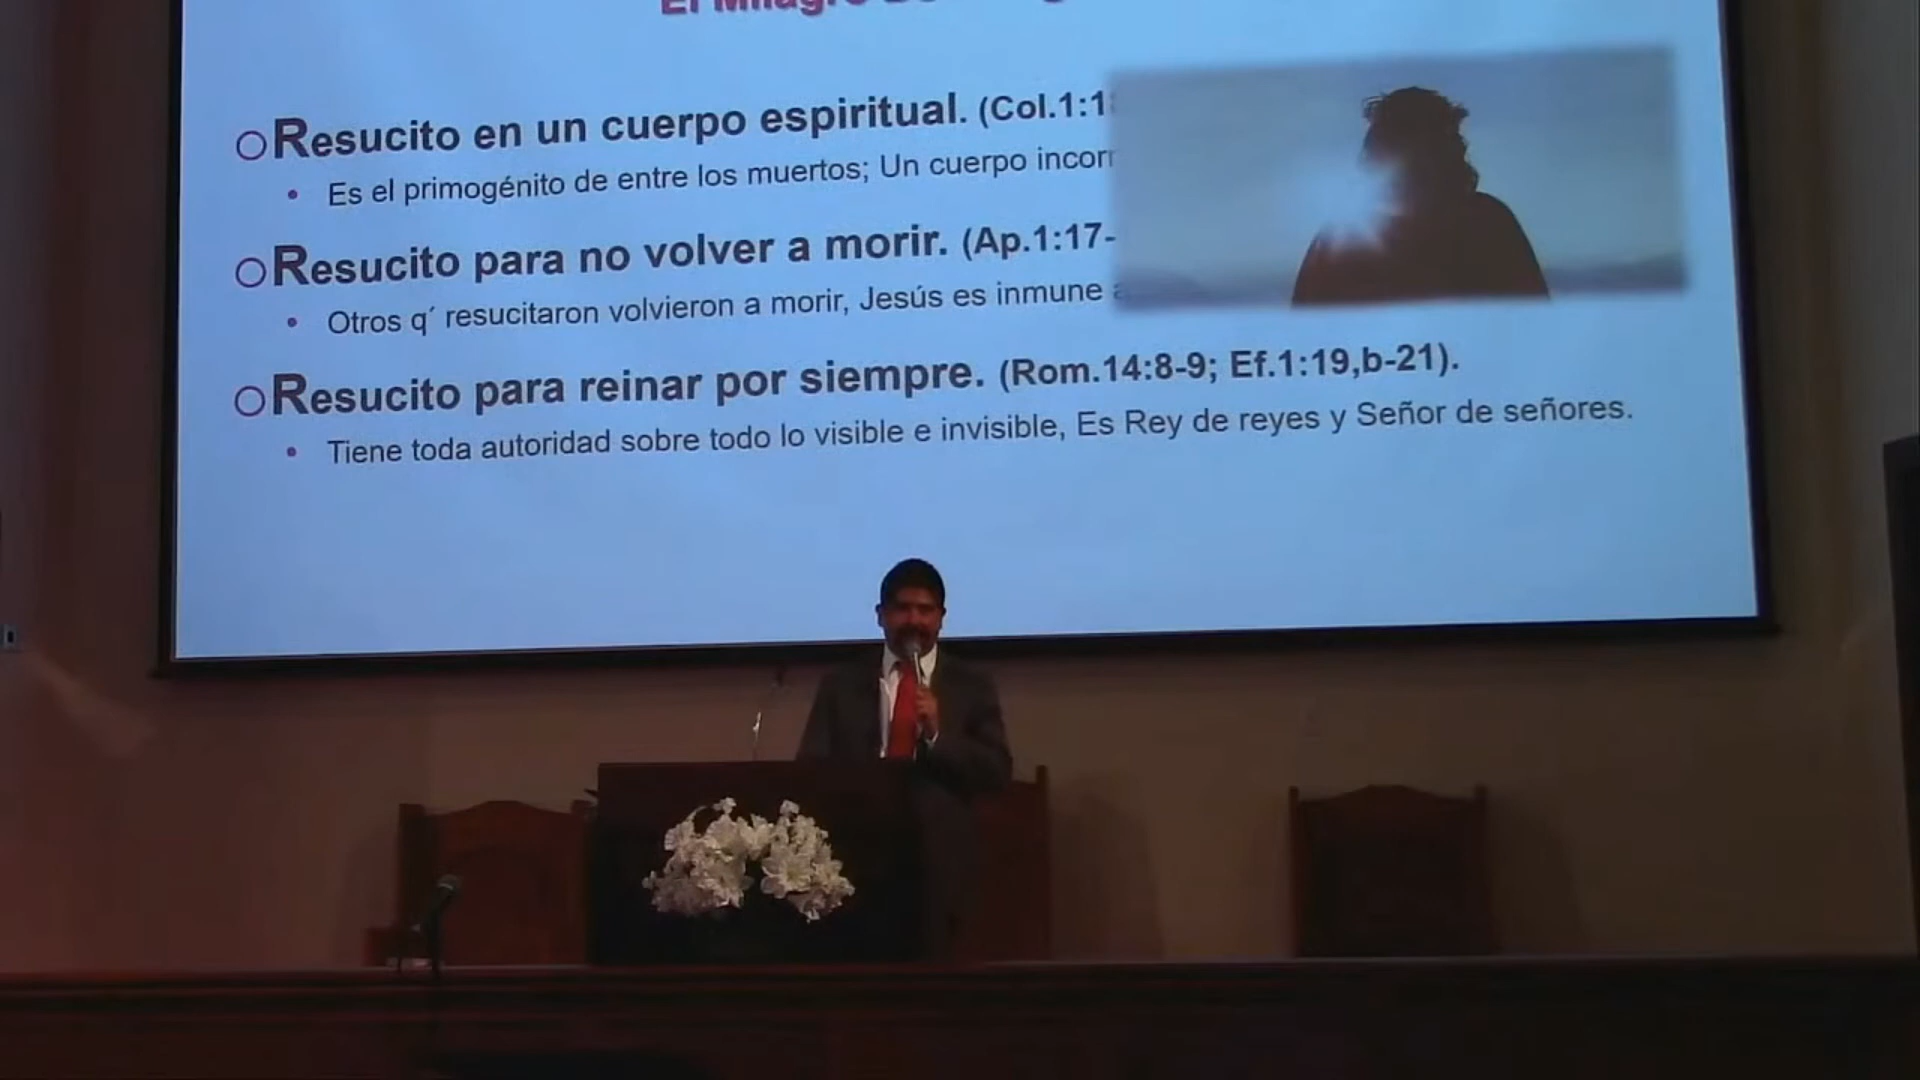 El Milagro
Resucito en un cuerpo espiritual. (Col.1:1
Es el primogénito de entre los muertos; Un cuerpo
Resucito para no volver a morir. (Ap.1:17-
Otros q´ resucitaron volvieron a morir, Jesús es inmune
Resucito para reinar por siempre. (Rom.14:8-9; Ef.1:19,b-21).
Tiene toda autoridad sobre todo lo visible e invisible, Es Rey de reyes y Señor de señores.